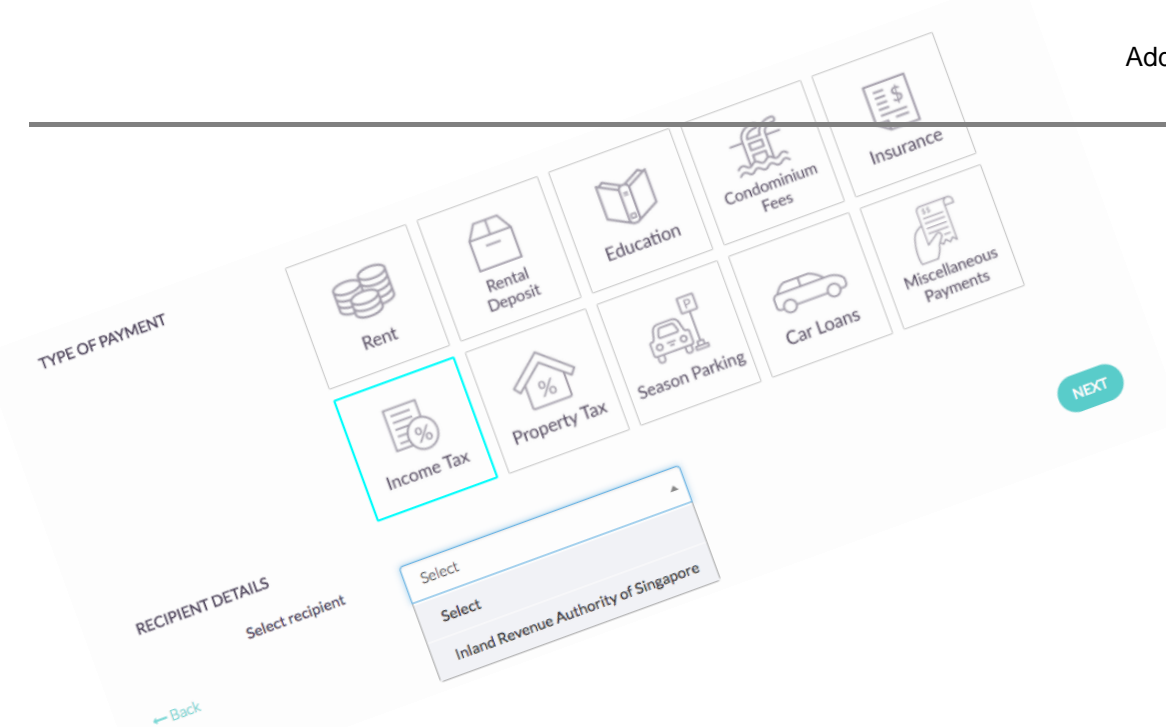 Add
TYPE OF PAYMENT
Rent
Rental
Deposit
Education
Condominium
Fees
Insurance
Income Tax
Property Tax
Season Parking
Car Loans
Miscellaneous
Payments
NEXT
RECIPIENT DETAILS
Select recipient
Select
Select
Inland Revenue Authority of Singapore
← Back